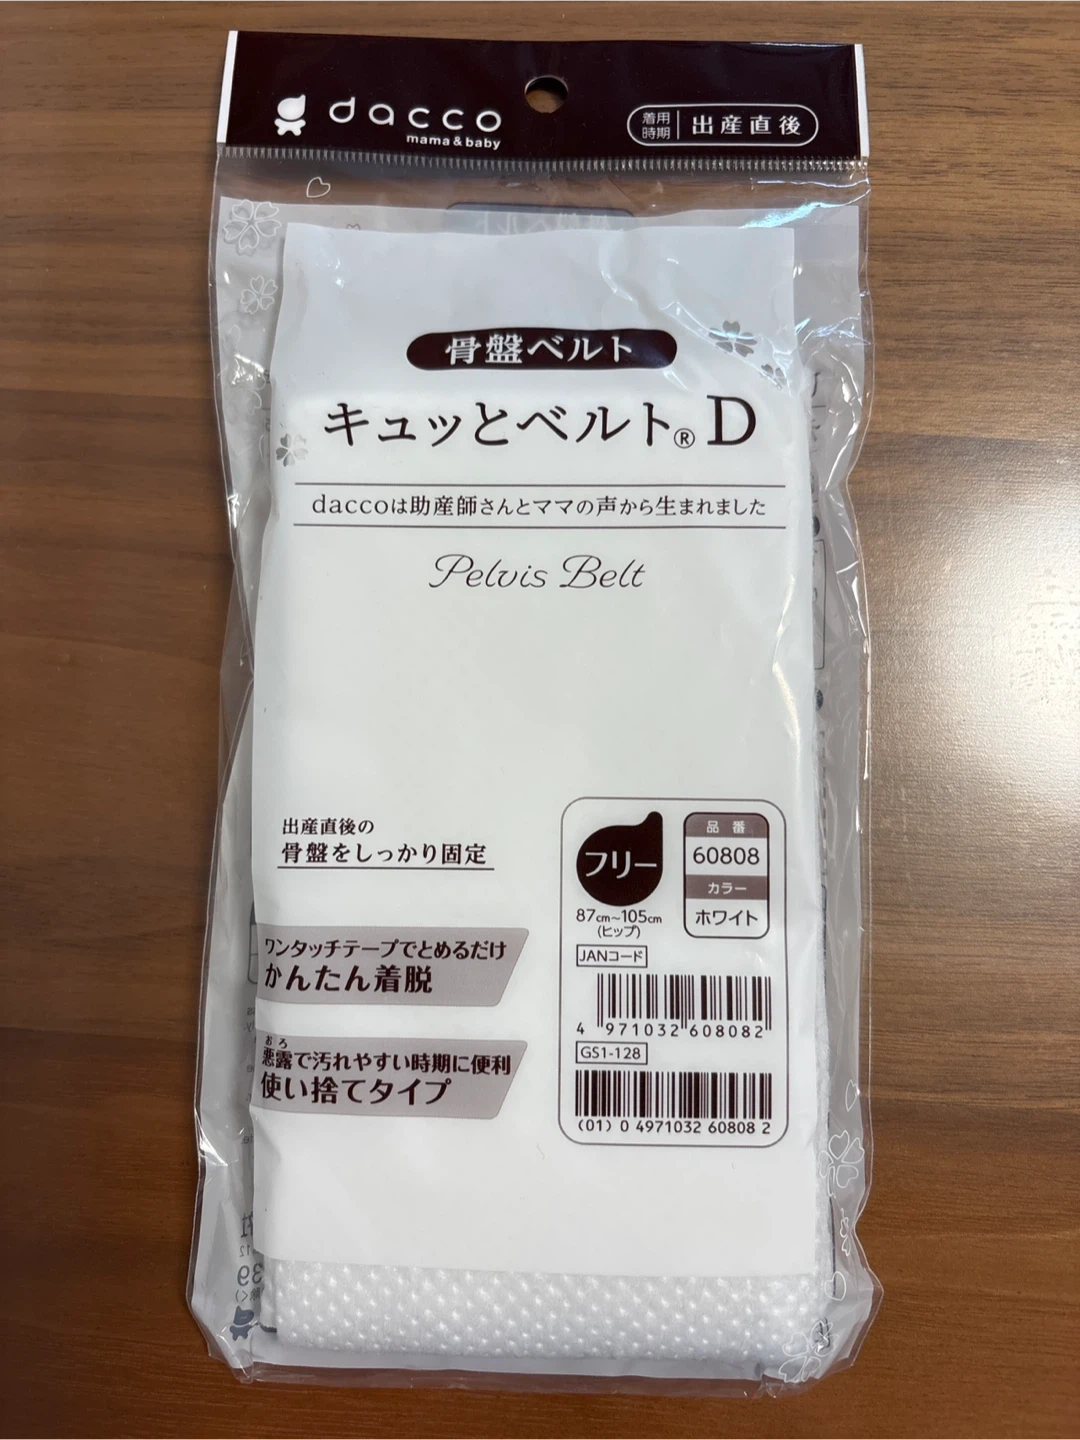 dacco
mama & baby
着用時期 出産直後
骨盤ベルト
キュッとベルト® D
daccoは助産師さんとママの声から生まれました
Pelvis Belt
出産直後の
骨盤をしっかり固定
ワンタッチテープでとめるだけ
かんたん着脱
おろ
悪露で汚れやすい時期に便利
使い捨てタイプ
フリー
87cm~105cm
(ヒップ)
品番
60808
カラー
ホワイト
JANコード
4 971032 608082
GS1-128
(01) 0 4971032 60808 2